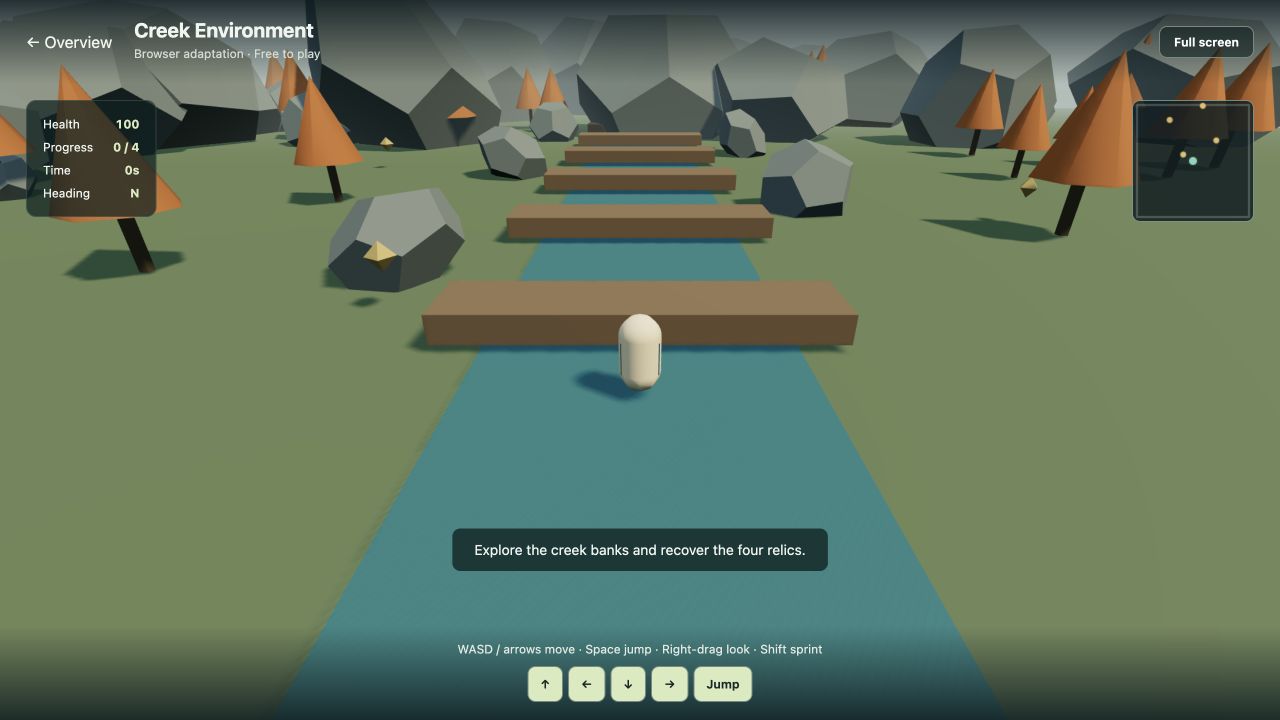 ← Overview
Creek Environment
Browser adaptation · Free to play
Full screen
Health 100
Progress 0 / 4
Time 0s
Heading N
Explore the creek banks and recover the four relics.
WASD / arrows move · Space jump · Right-drag look · Shift sprint
↑ ← ↓ → Jump